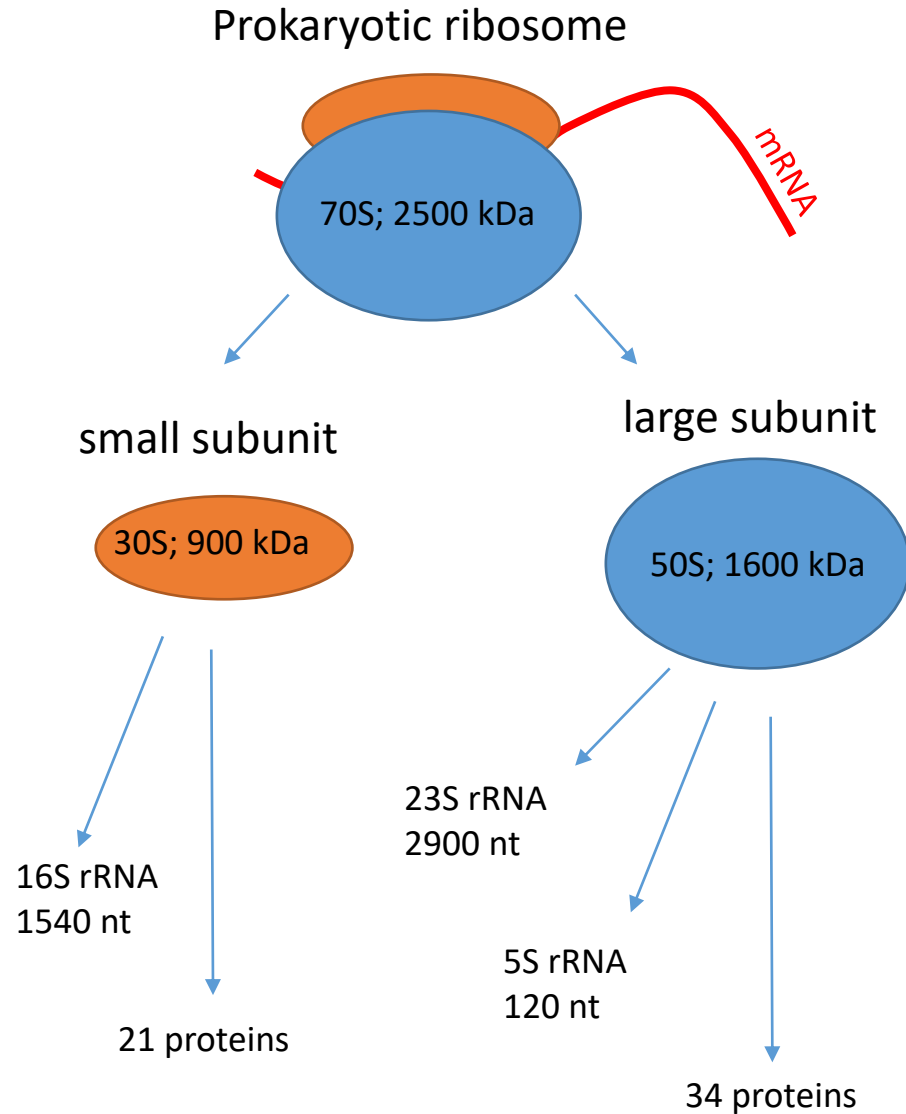 Prokaryotic ribosome
mRNA
70S; 2500 kDa
small subunit
large subunit
30S; 900 kDa
50S; 1600 kDa
16S rRNA
1540 nt
21 proteins
23S rRNA
2900 nt
5S rRNA
120 nt
34 proteins